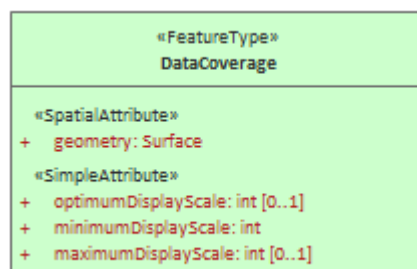 «FeatureType»
DataCoverage
«SpatialAttribute»
+ geometry: Surface
«SimpleAttribute»
+ optimumDisplayScale: int [0..1]
+ minimumDisplayScale: int
+ maximumDisplayScale: int [0..1]